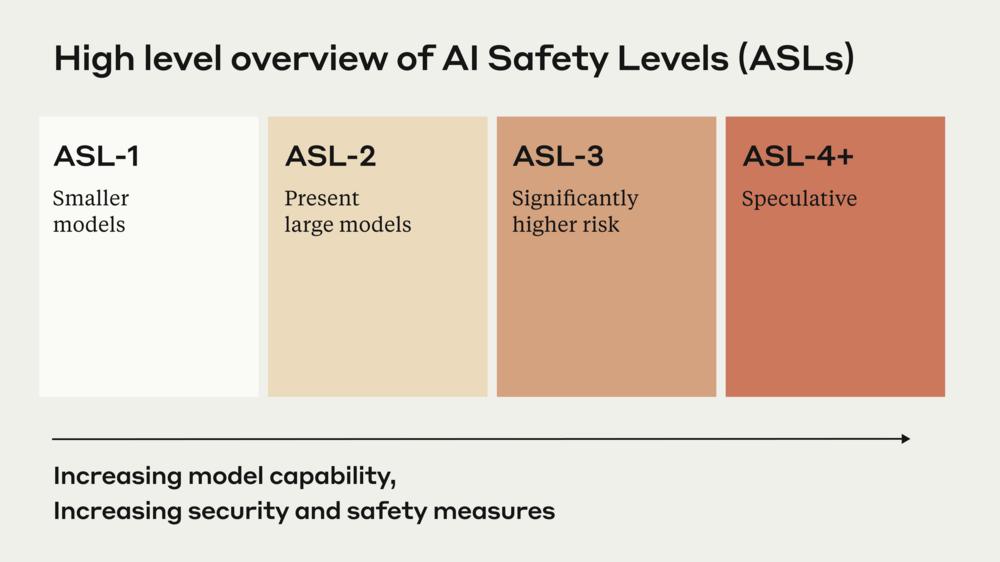 High level overview of AI Safety Levels (ASLs)
ASL-1
Smaller
models
ASL-2
Present
large models
ASL-3
Significantly
higher risk
ASL-4+
Speculative
Increasing model capability,
Increasing security and safety measures